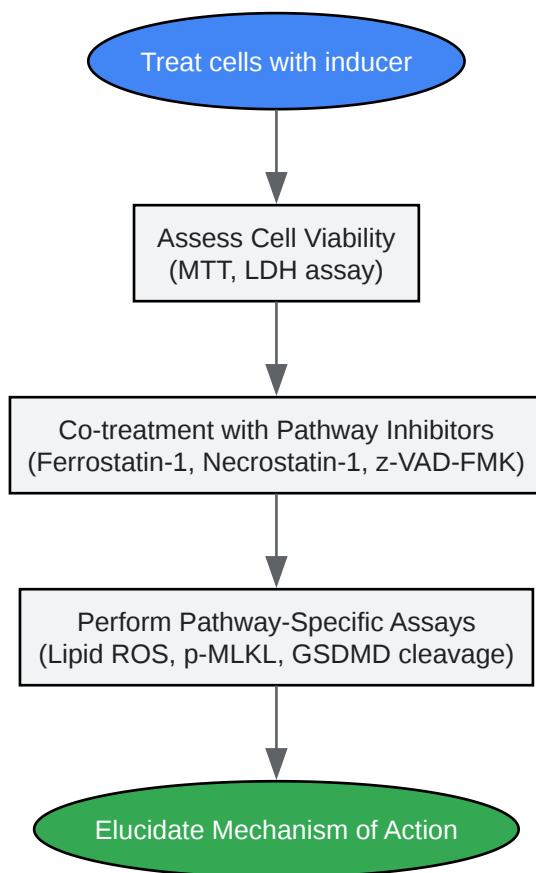 Treat cells with inducer
Assess Cell Viability
(MTT, LDH assay)
Co-treatment with Pathway Inhibitors
(Ferrostatin-1, Necrostatin-1, z-VAD-FMK)
Perform Pathway-Specific Assays
(Lipid ROS, p-MLKL, GSDMD cleavage)
Elucidate Mechanism of Action